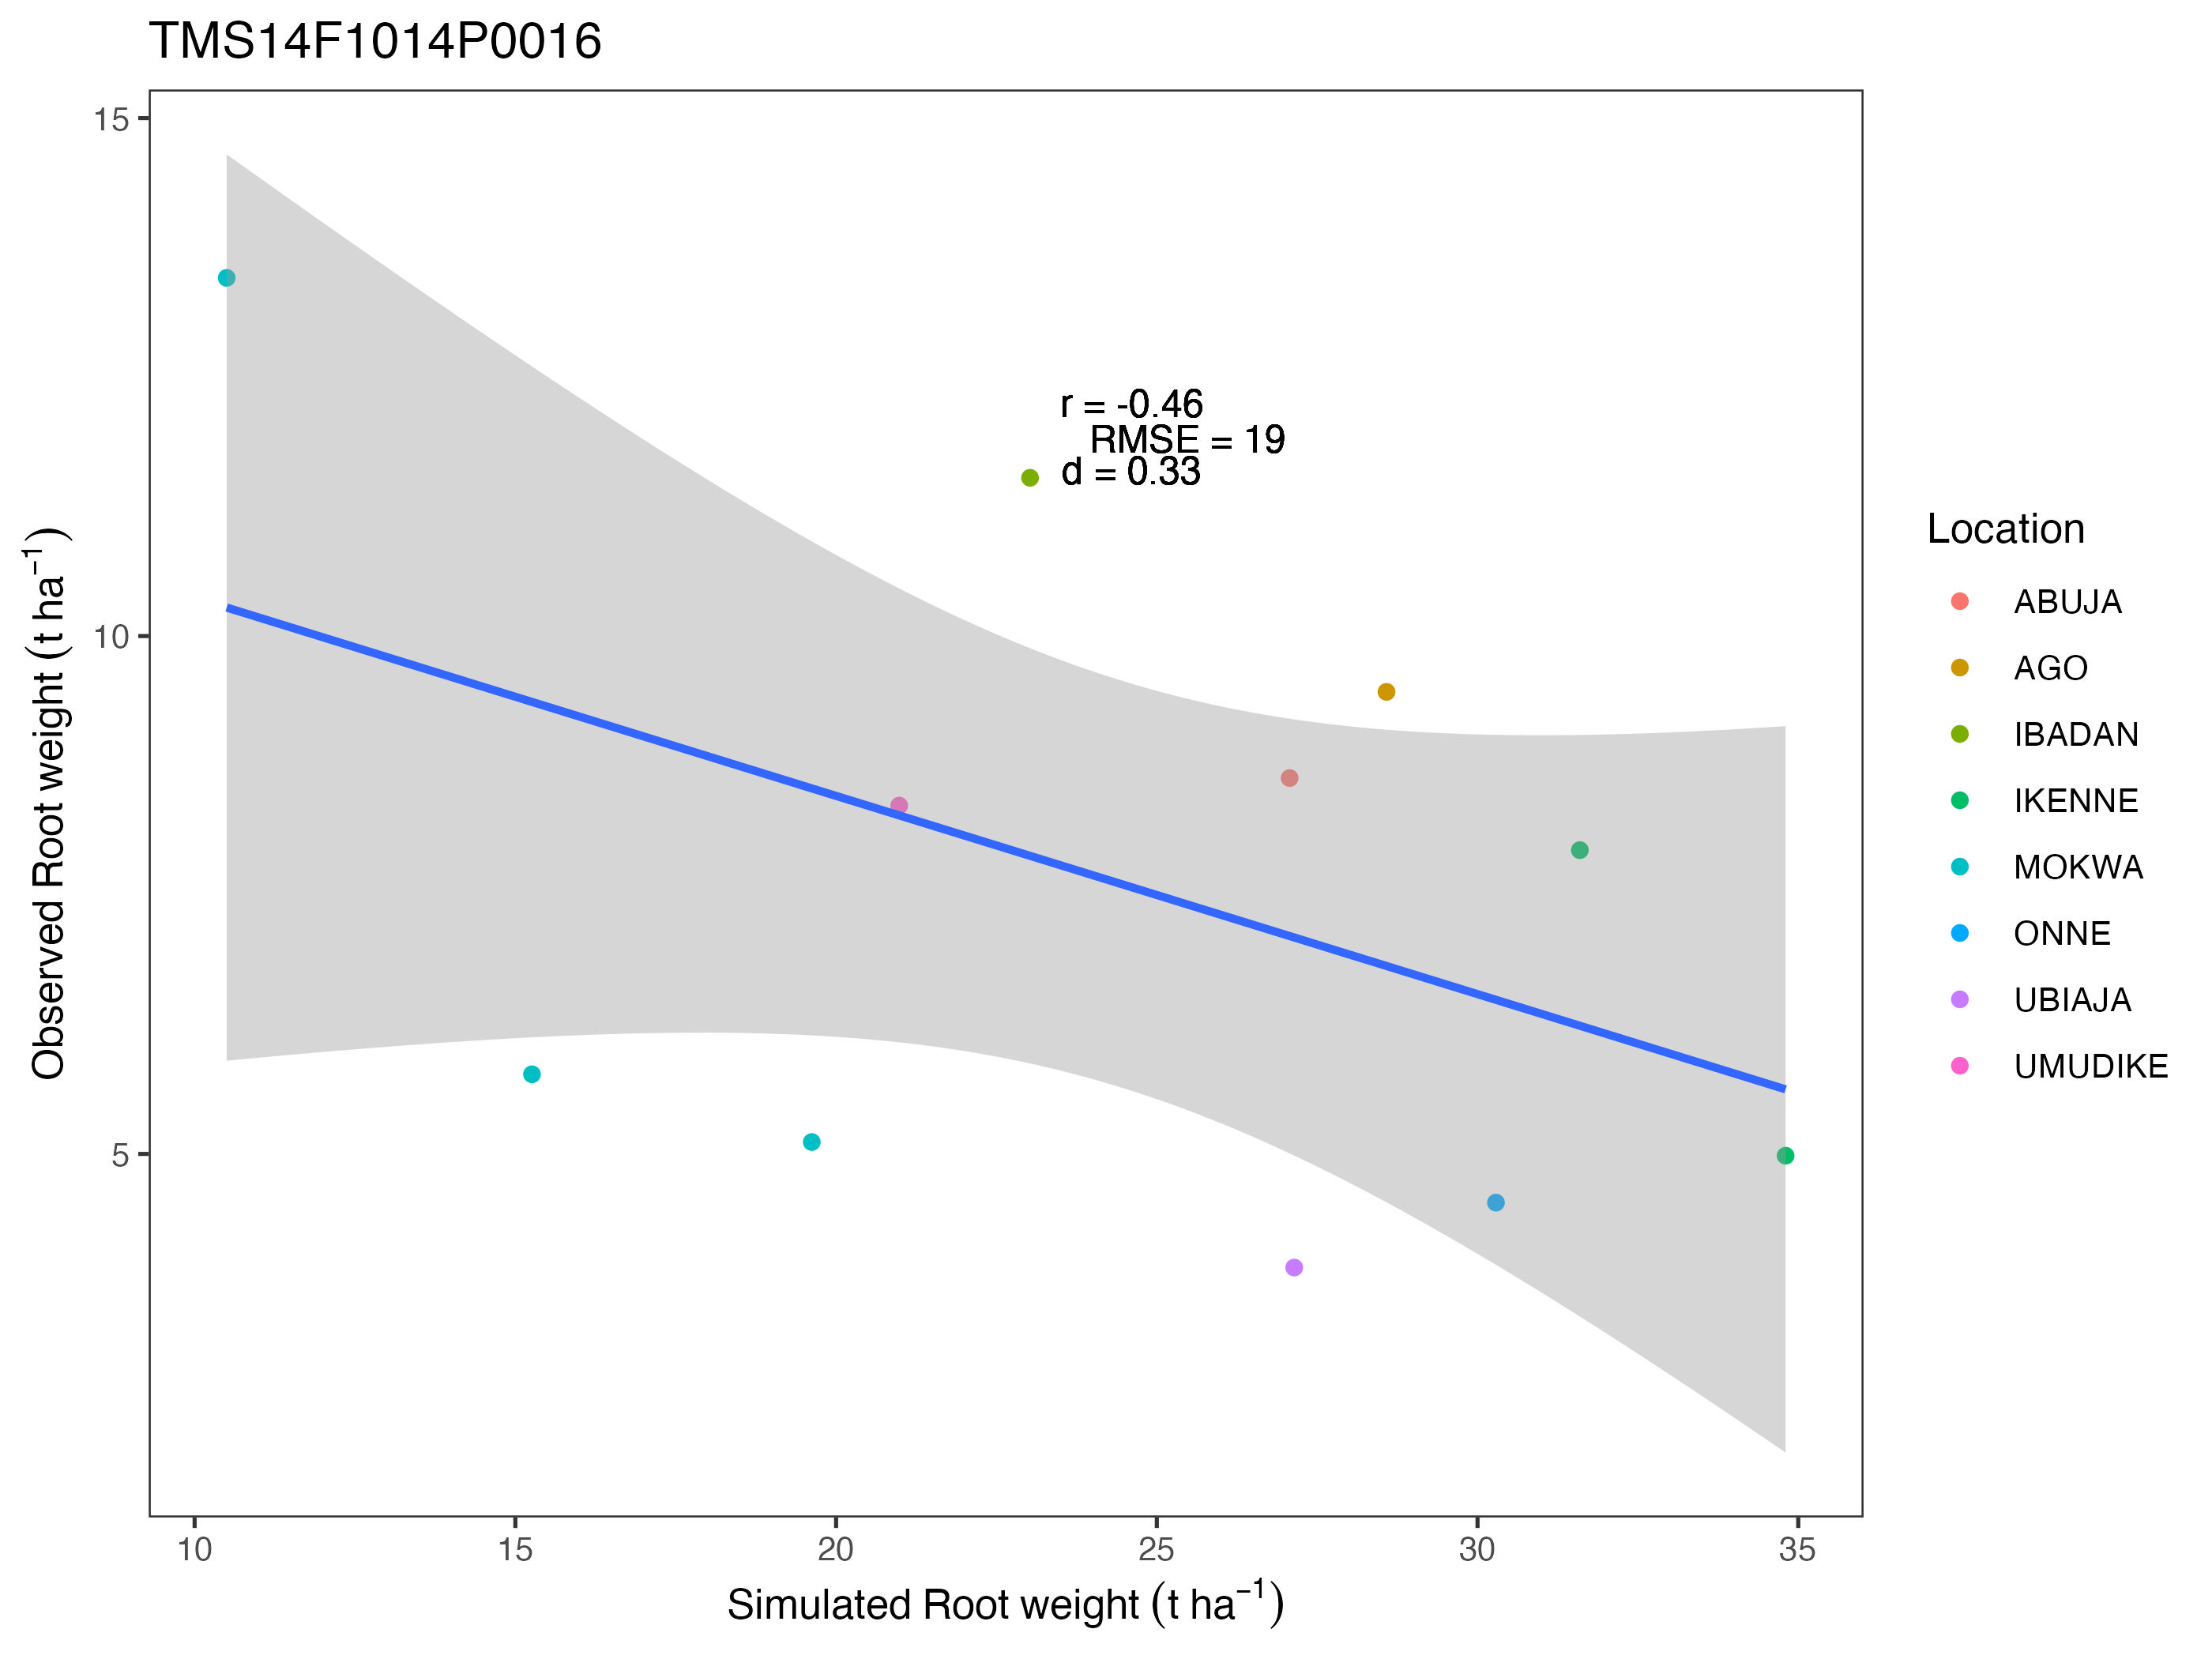 TMS14F1014P0016
15
10
5
Observed Root weight (t ha⁻¹)
r = -0.46
RMSE = 19
d = 0.33
10 15 20 25 30 35
Simulated Root weight (t ha⁻¹)
Location
ABUJA
AGO
IBADAN
IKENNE
MOKWA
ONNE
UBIAJA
UMUDIKE